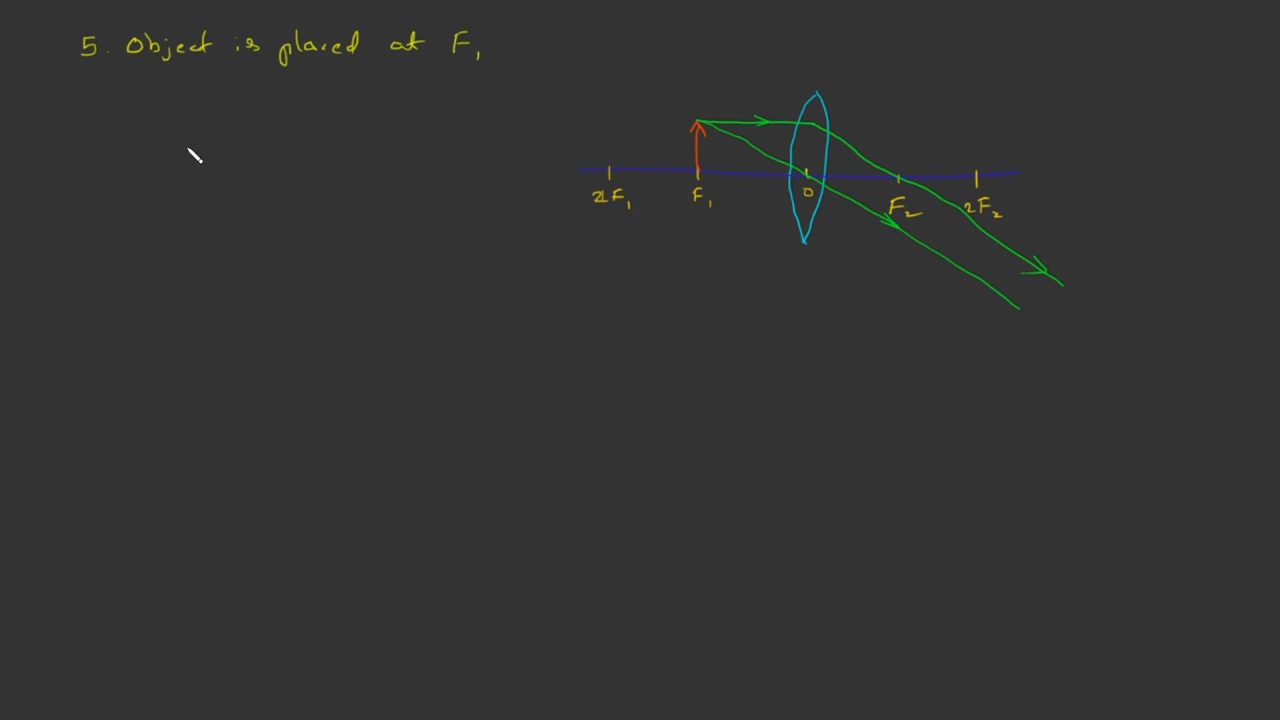 5. Object is placed at F₁
2F₁ F₁ O F₂ 2F₂